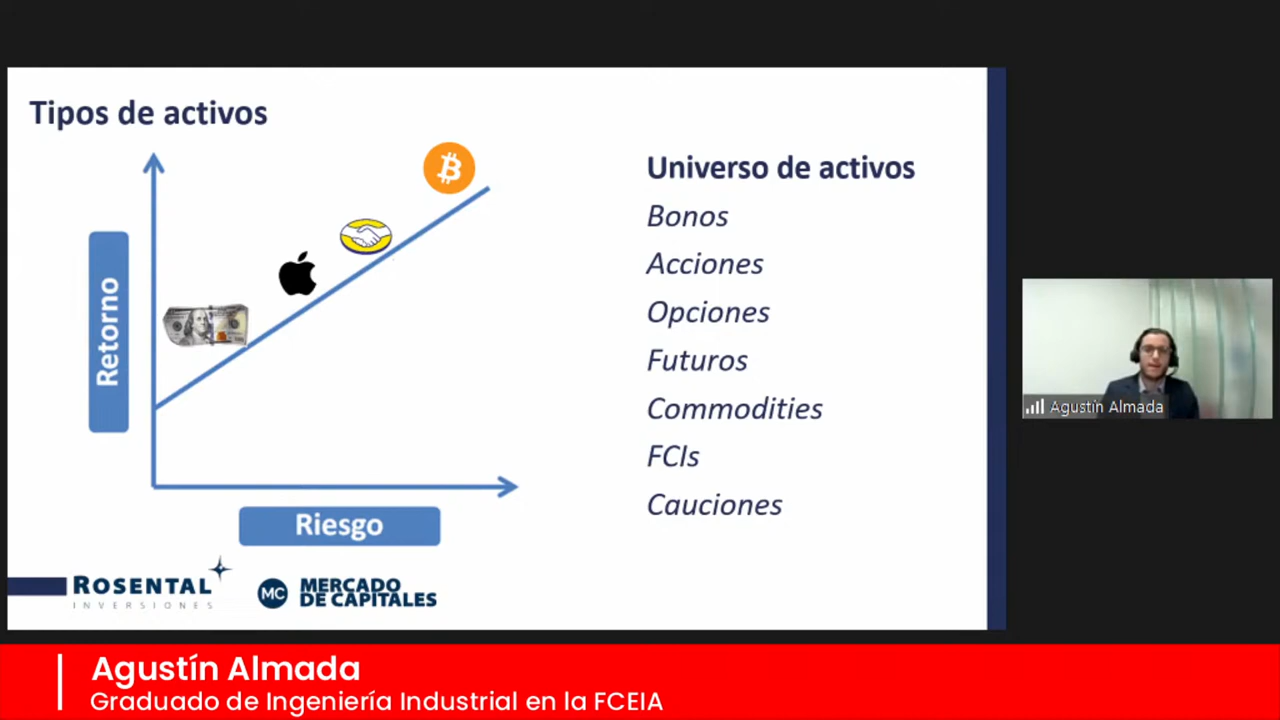 Tipos de activos
Retorno
Riesgo
Universo de activos
Bonos
Acciones
Opciones
Futuros
Commodities
FCIs
Cauciones
ROSENTAL
INVERSIONES
MC
MERCADO
DE CAPITALES
Agustín Almada
Agustín Almada
Graduado de Ingeniería Industrial en la FCEIA